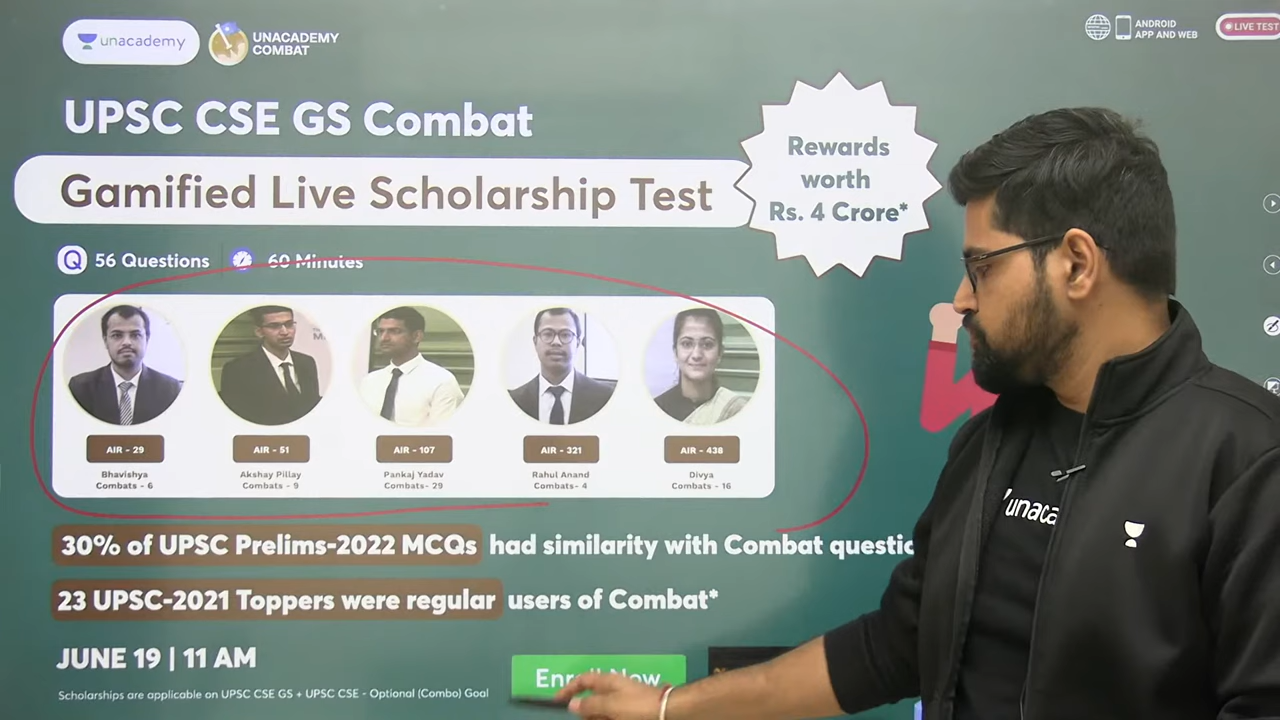 unacademy
UNACADEMY
COMBAT
ANDROID
APP AND WEB
LIVE TEST
UPSC CSE GS Combat
Rewards
worth
Rs. 4 Crore*
Gamified Live Scholarship Test
56 Questions
60 Minutes
AIR - 29
AIR - 51
AIR - 107
AIR - 321
AIR - 438
Bhavishya
Combats - 6
Akshay Pillay
Combats - 9
Pankaj Yadav
Combats- 29
Rahul Anand
Combats- 4
Divya
Combats - 16
30% of UPSC Prelims-2022 MCQs had similarity with Combat
23 UPSC-2021 Toppers were regular users of Combat*
JUNE 19 | 11 AM
Enroll Now
Scholarships are applicable on UPSC CSE GS + UPSC CSE - Optional (Combo) Goal